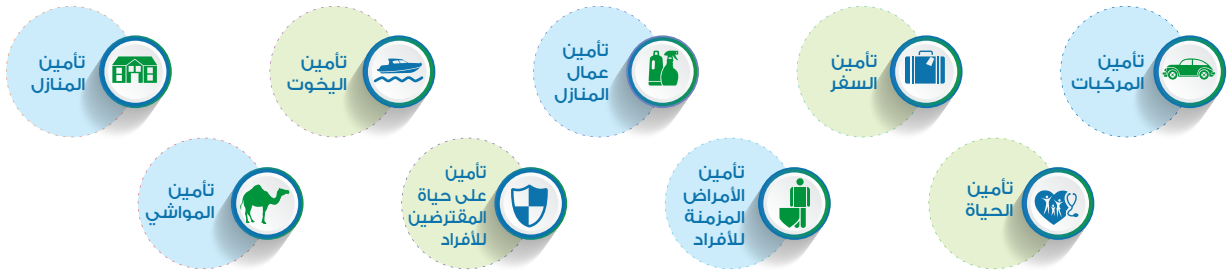 تأمين
المركبات
تأمين
السفر
تأمين
عمال
المنازل
تأمين
اليخوت
تأمين
المنازل
تأمين
الحياة
تأمين
الأمراض
المزمنة
للأفراد
تأمين
على حياة
المقترضين
للأفراد
تأمين
المواشي